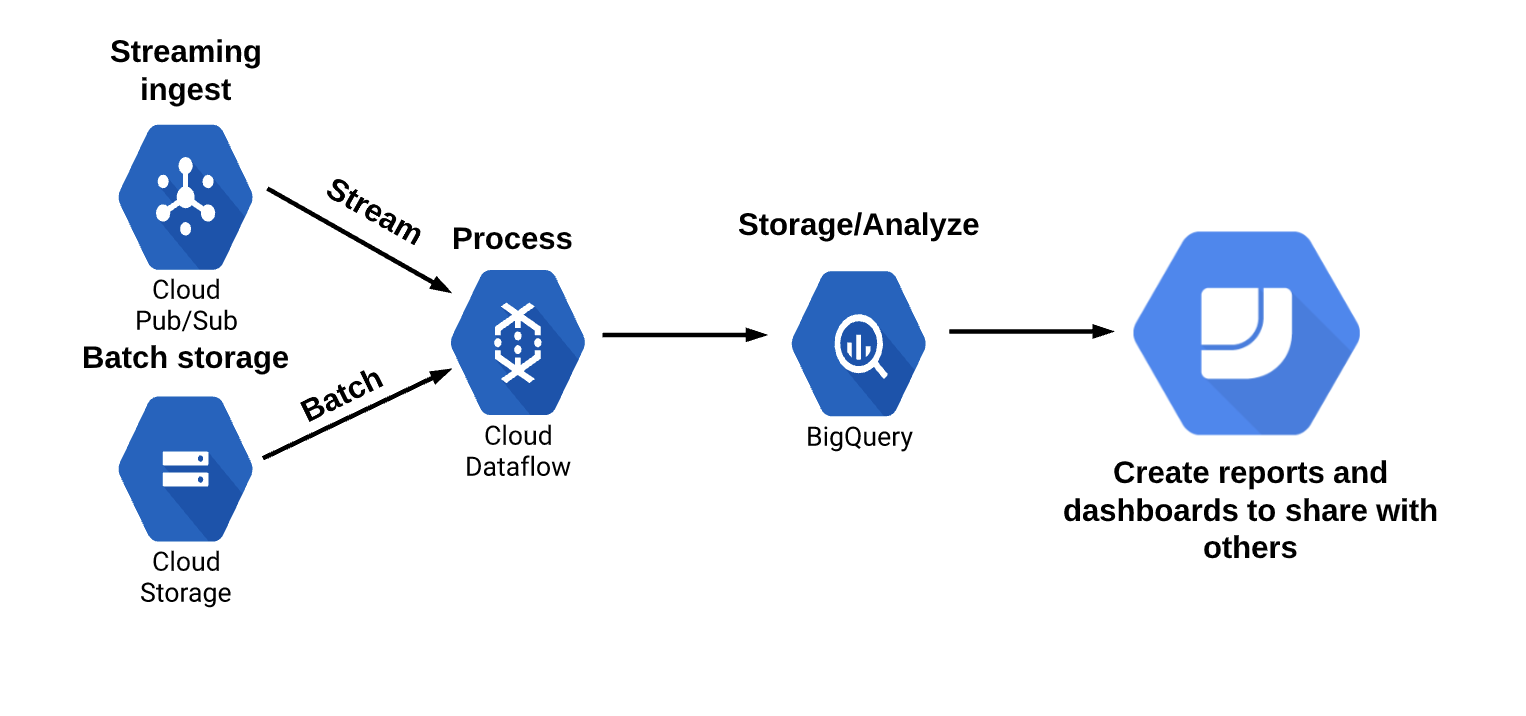 Streaming
ingest
Cloud
Pub/Sub
Stream
Batch storage
Batch
Cloud
Storage
Process
Cloud
Dataflow
Storage/Analyze
BigQuery
Create reports and
dashboards to share with
others